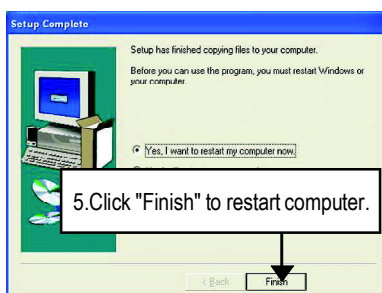 Setup Complete
Setup has finished copying files to your computer.
Before you can use the program, you must restart Windows or
your computer.
Yes, I want to restart my computer now.
5.Click "Finish" to restart computer.
< Back
Finish